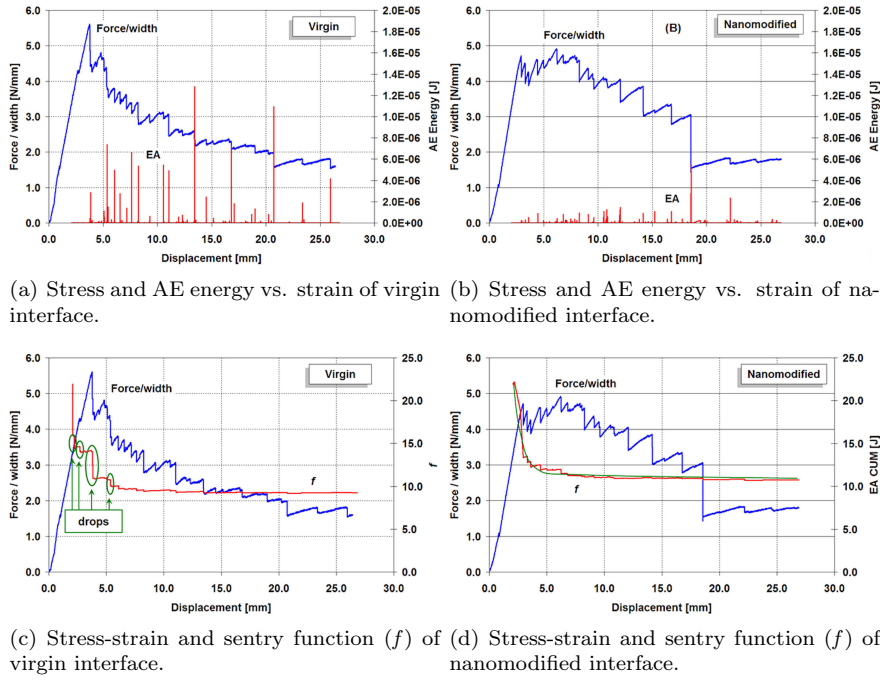 6.0 2.0E-05
5.0 1.8E-05
4.0 1.6E-05
3.0 1.4E-05
2.0 1.2E-05
1.0 1.0E-05
0.0 8.0E-06
6.0E-06
4.0E-06
2.0E-06
0.0E+00
Force / width [N/mm]
Force/width
Virgin
EA
AE Energy [J]
0.0 5.0 10.0 15.0 20.0 25.0 30.0
Displacement [mm]
6.0 2.0E-05
5.0 1.8E-05
4.0 1.6E-05
3.0 1.4E-05
2.0 1.2E-05
1.0 1.0E-05
0.0 8.0E-06
6.0E-06
4.0E-06
2.0E-06
0.0E+00
Force / width [N/mm]
Force/width
(B)
Nanomodified
EA
AE Energy [J]
0.0 5.0 10.0 15.0 20.0 25.0 30.0
Displacement [mm]
(a) Stress and AE energy vs. strain of virgin
interface.
(b) Stress and AE energy vs. strain of na-
nomodified interface.
6.0 25.0
5.0 20.0
4.0 15.0
3.0 10.0
2.0 5.0
1.0 0.0
0.0
Force / width [N/mm]
Force/width
Virgin
f
drops
f
0.0 5.0 10.0 15.0 20.0 25.0 30.0
Displacement [mm]
6.0 25.0
5.0 20.0
4.0 15.0
3.0 10.0
2.0 5.0
1.0 0.0
0.0
Force / width [N/mm]
Force/width
Nanomodified
f
EA CUM [J]
0.0 5.0 10.0 15.0 20.0 25.0 30.0
Displacement [mm]
(c) Stress-strain and sentry function (f) of
virgin interface.
(d) Stress-strain and sentry function (f) of
nanomodified interface.